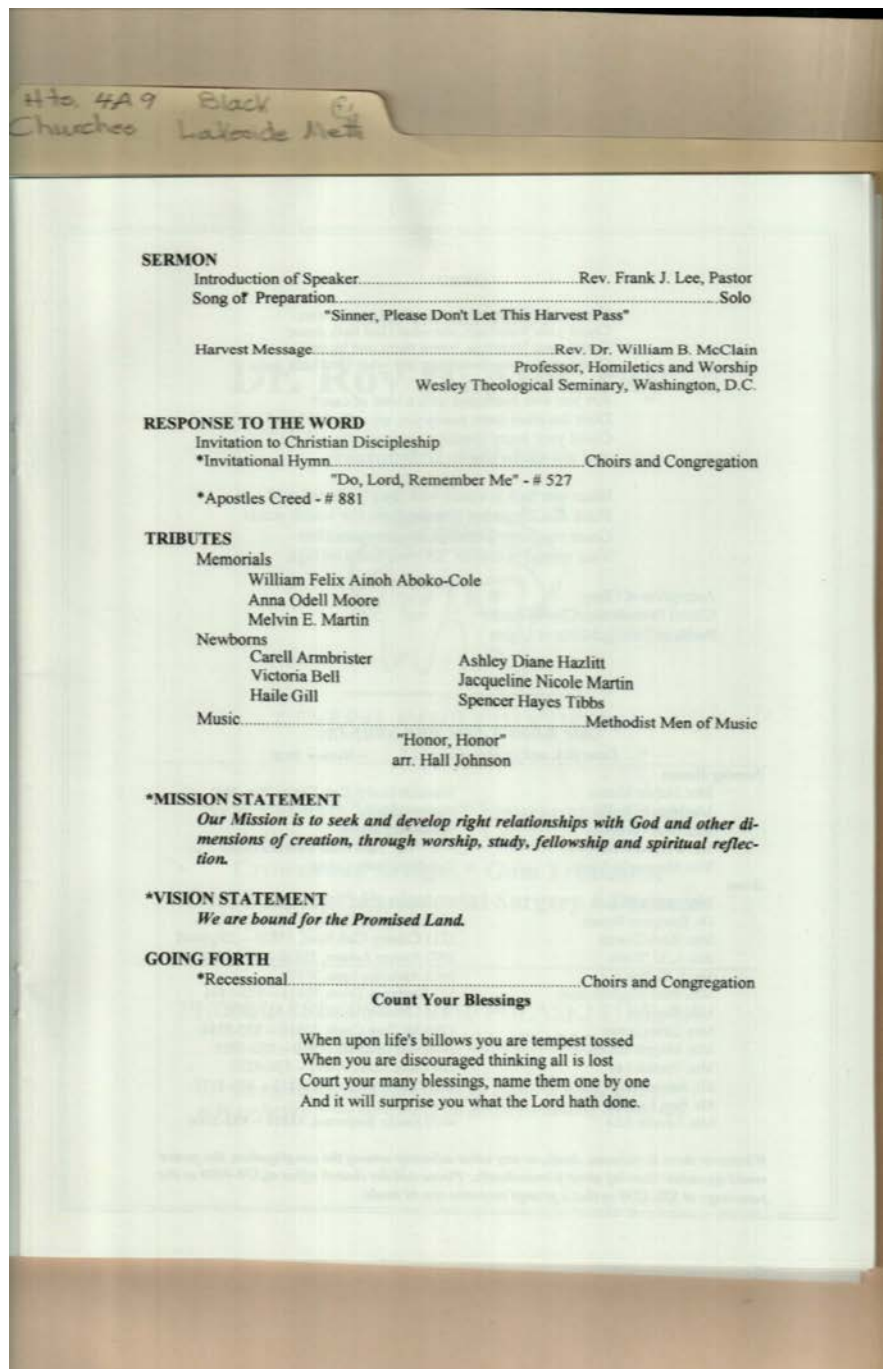 Hto. 4A9 Black
Churches Lakeside Meth
SERMON
Introduction of Speaker.....Rev. Frank J. Lee, Pastor
Song of Preparation.....Solo
"Sinner, Please Don't Let This Harvest Pass"
Harvest Message.....Rev. Dr. William B. McClain
Professor, Homiletics and Worship
Wesley Theological Seminary, Washington, D.C.
RESPONSE TO THE WORD
Invitation to Christian Discipleship
*Invitational Hymn.....Choirs and Congregation
"Do, Lord, Remember Me" - # 527
*Apostles Creed - # 881
TRIBUTES
Memorials
William Felix Ainoh Aboko-Cole
Anna Odell Moore
Melvin E. Martin
Newborns
Carell Armbrister Ashley Diane Hazlitt
Victoria Bell Jacqueline Nicole Martin
Haile Gill Spencer Hayes Tibbs
Music.....Methodist Men of Music
"Honor, Honor"
arr. Hall Johnson
*MISSION STATEMENT
Our Mission is to seek and develop right relationships with God and other di-
mensions of creation, through worship, study, fellowship and spiritual reflec-
tion.
*VISION STATEMENT
We are bound for the Promised Land.
GOING FORTH
*Recessional.....Choirs and Congregation
Count Your Blessings
When upon life's billows you are tempest tossed
When you are discouraged thinking all is lost
Court your many blessings, name them one by one
And it will surprise you what the Lord hath done.